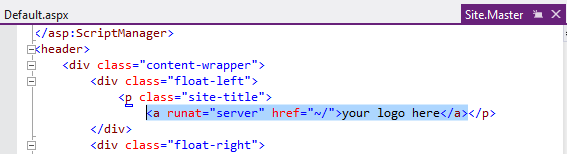 Default.aspx Site.Master
</asp:ScriptManager>
<header>
<div class="content-wrapper">
<div class="float-left">
<p class="site-title">
<a runat="server" href="~/">your logo here</a></p>
</div>
<div class="float-right">